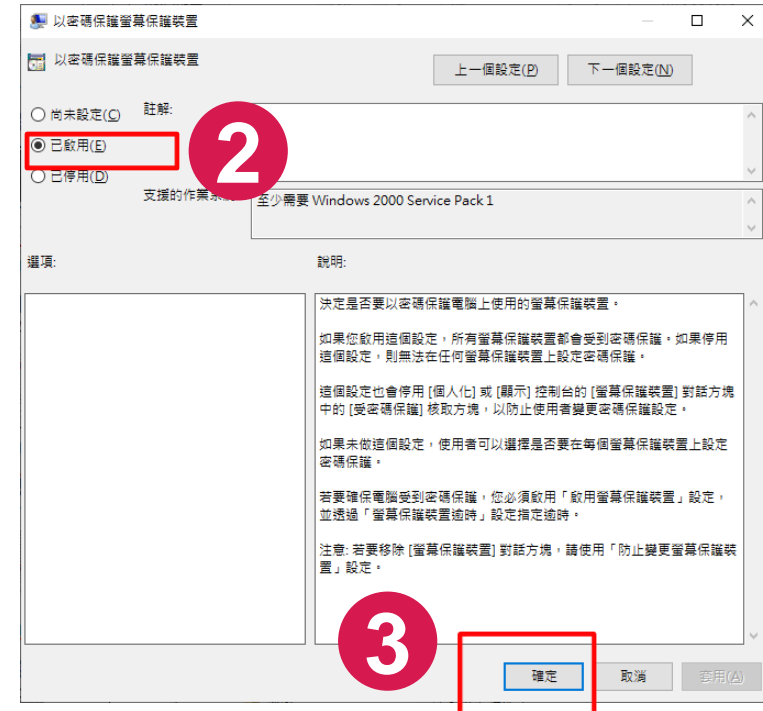 以密碼保護螢幕保護裝置
以密碼保護螢幕保護裝置
上一個設定(P)
下一個設定(N)
尚未設定(C)
註解:
已啟用(E)
2
已停用(D)
支援的作業
至少需要 Windows 2000 Service Pack 1
選項:
說明:
決定是否要以密碼保護電腦上使用的螢幕保護裝置。
如果您啟用這個設定，所有螢幕保護裝置都會受到密碼保護。如果停用
這個設定，則無法在任何螢幕保護裝置上設定密碼保護。
這個設定也會停用 [個人化] 或 [顯示] 控制台的 [螢幕保護裝置] 對話方塊
中的 [受密碼保護] 核取方塊，以防止使用者變更密碼保護設定。
如果未做這個設定，使用者可以選擇是否要在每個螢幕保護裝置上設定
密碼保護。
若要確保電腦受到密碼保護，您必須啟用「啟用螢幕保護裝置」設定，
並透過「螢幕保護裝置逾時」設定指定逾時。
注意: 若要移除 [螢幕保護裝置] 對話方塊，請使用「防止變更螢幕保護裝
置」設定。
3
確定
取消
套用(A)